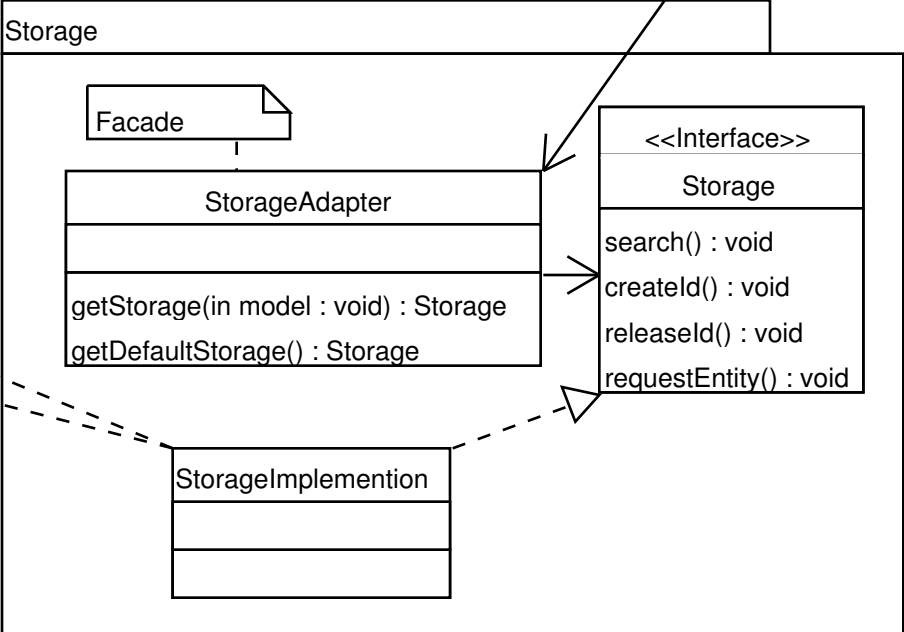 Storage
Facade
StorageAdapter
getStorage(in model : void) : Storage
getDefaultStorage() : Storage
<<Interface>>
Storage
search() : void
createId() : void
releaseId() : void
requestEntity() : void
StorageImplemention